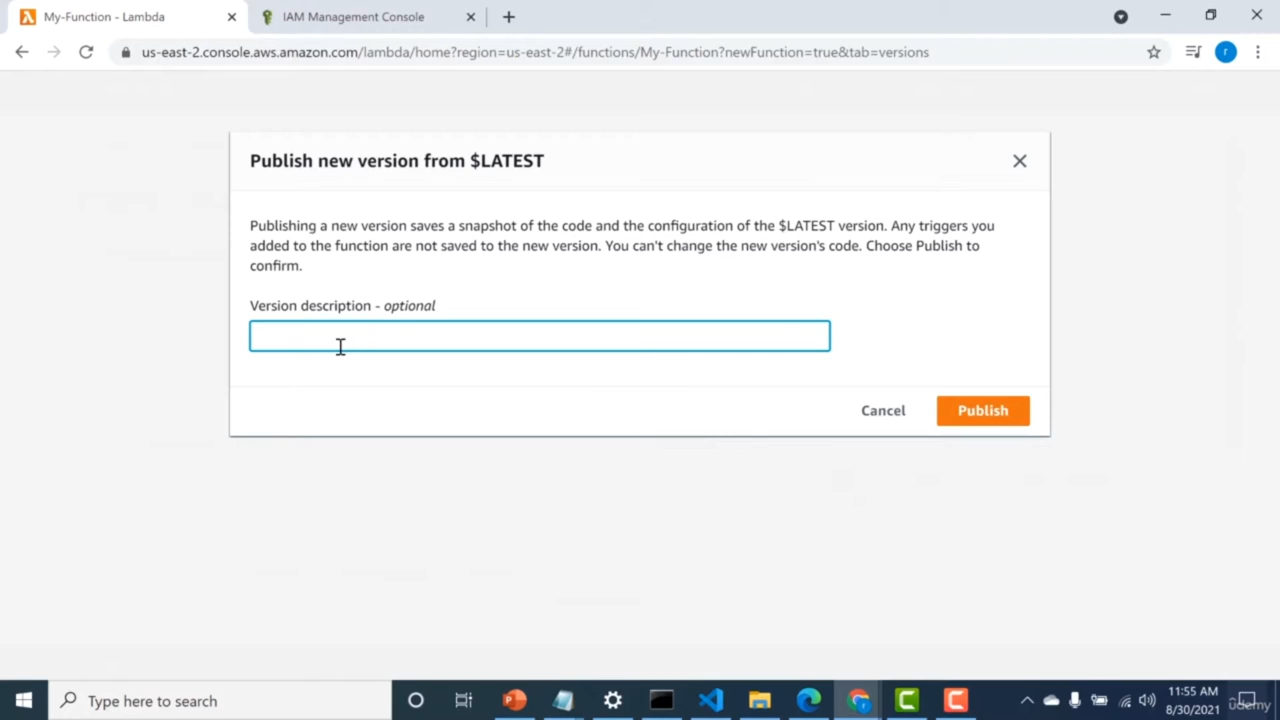 My-Function - Lambda
IAM Management Console
us-east-2.console.aws.amazon.com/lambda/home?region=us-east-2#/functions/My-Function?newFunction=true&tab=versions
r
Publish new version from $LATEST
Publishing a new version saves a snapshot of the code and the configuration of the $LATEST version. Any triggers you
added to the function are not saved to the new version. You can't change the new version's code. Choose Publish to
confirm.
Version description - optional
Cancel
Publish
Type here to search
11:55 AM
8/30/2021
udemy